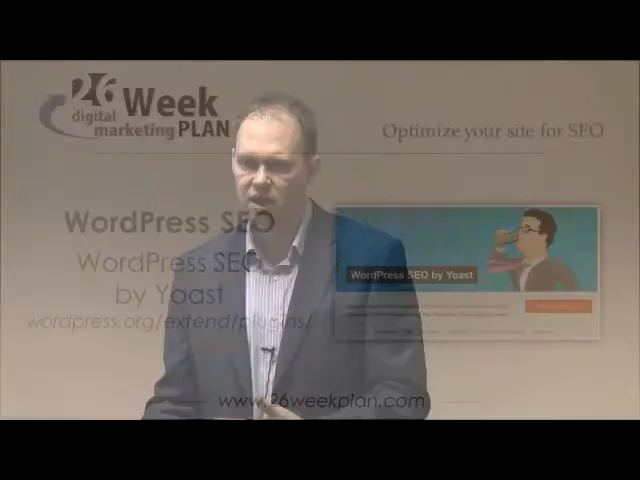 26 Week
digital
marketing PLAN
Optimize your site for SEO
WordPress SEO
WordPress SEO
by Yoast
wordpress.org/extend/plugins/
WordPress SEO by Yoast
www.26weekplan.com